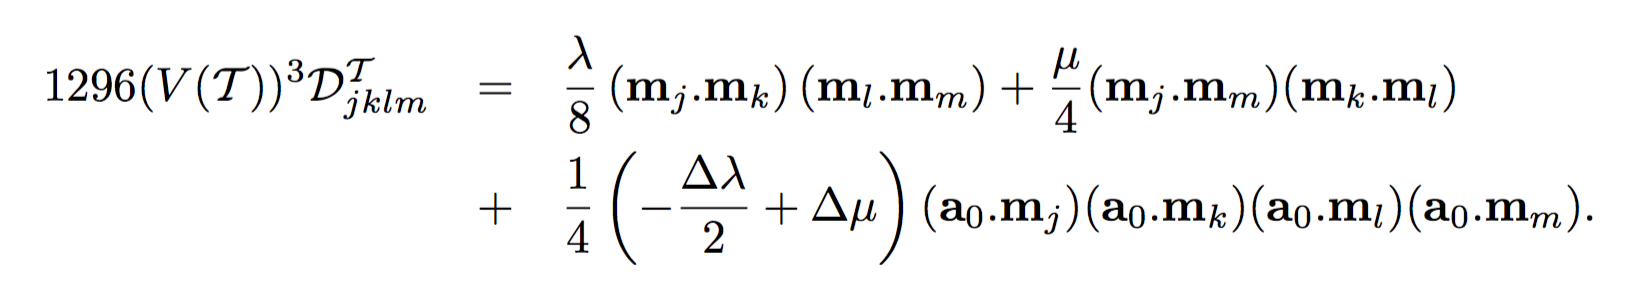 1296(V(𝒯))³𝒟^𝒯_{jklm} = λ/8 (𝐦_j.𝐦_k) (𝐦_l.𝐦_m) + μ/4 (𝐦_j.𝐦_m)(𝐦_k.𝐦_l)
+ 1/4 (−Δλ/2 + Δμ) (𝐚_0.𝐦_j)(𝐚_0.𝐦_k)(𝐚_0.𝐦_l)(𝐚_0.𝐦_m).